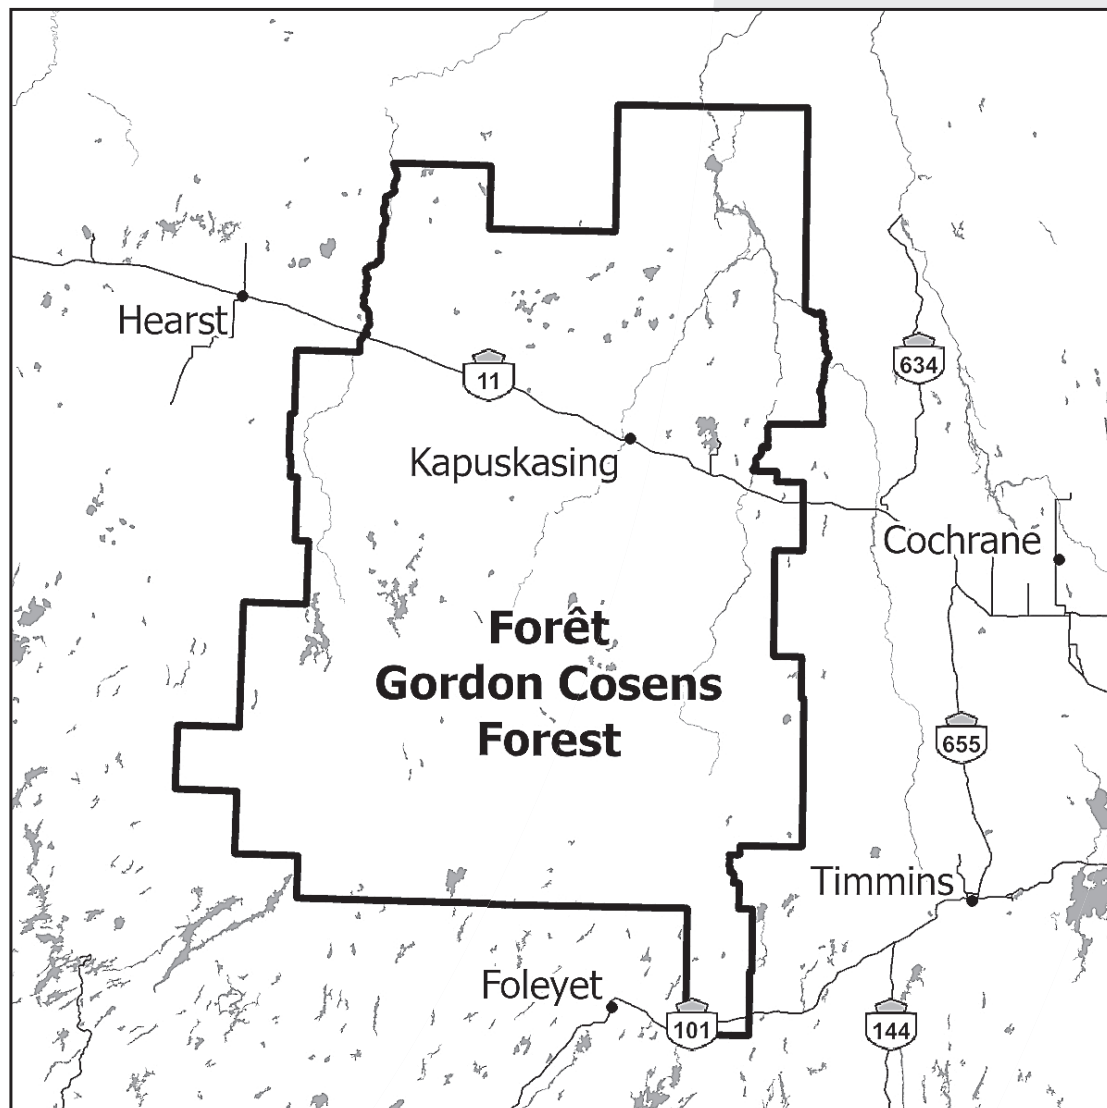 Hearst
11
634
Kapuskasing
Cochrane
Forêt
Gordon Cosens
Forest
655
Timmins
Foleyet
101
144